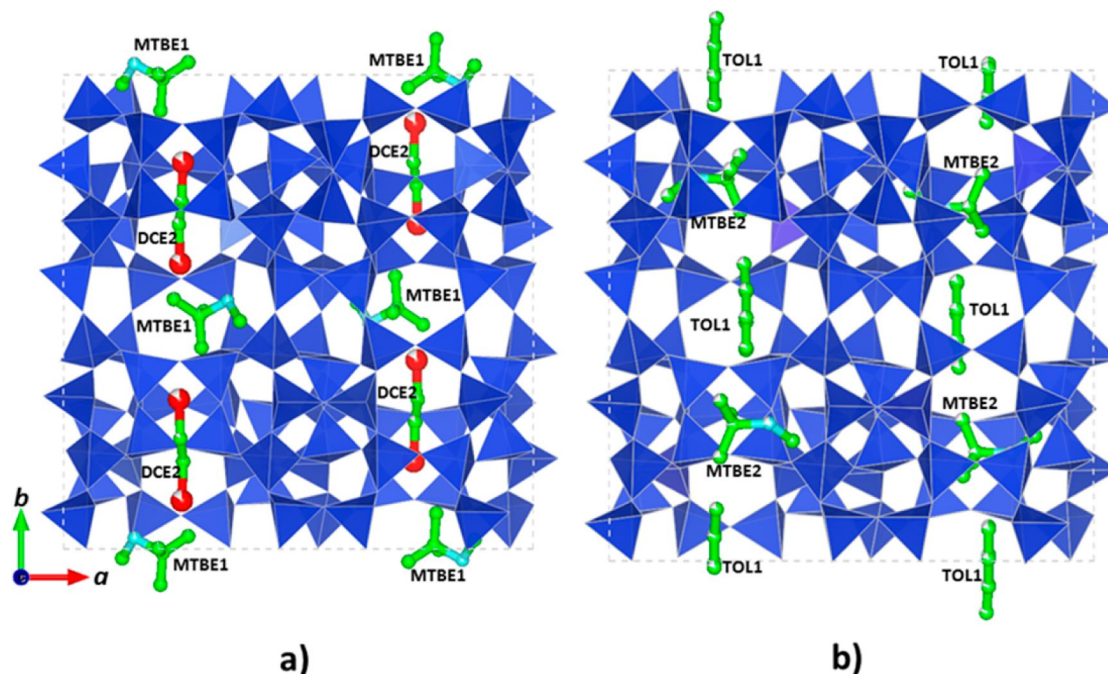 MTBE1
MTBE1
DCE2
DCE2
MTBE1
MTBE1
DCE2
DCE2
MTBE1
MTBE1
b
a
a)
TOL1
TOL1
MTBE2
MTBE2
TOL1
TOL1
MTBE2
MTBE2
TOL1
TOL1
b)